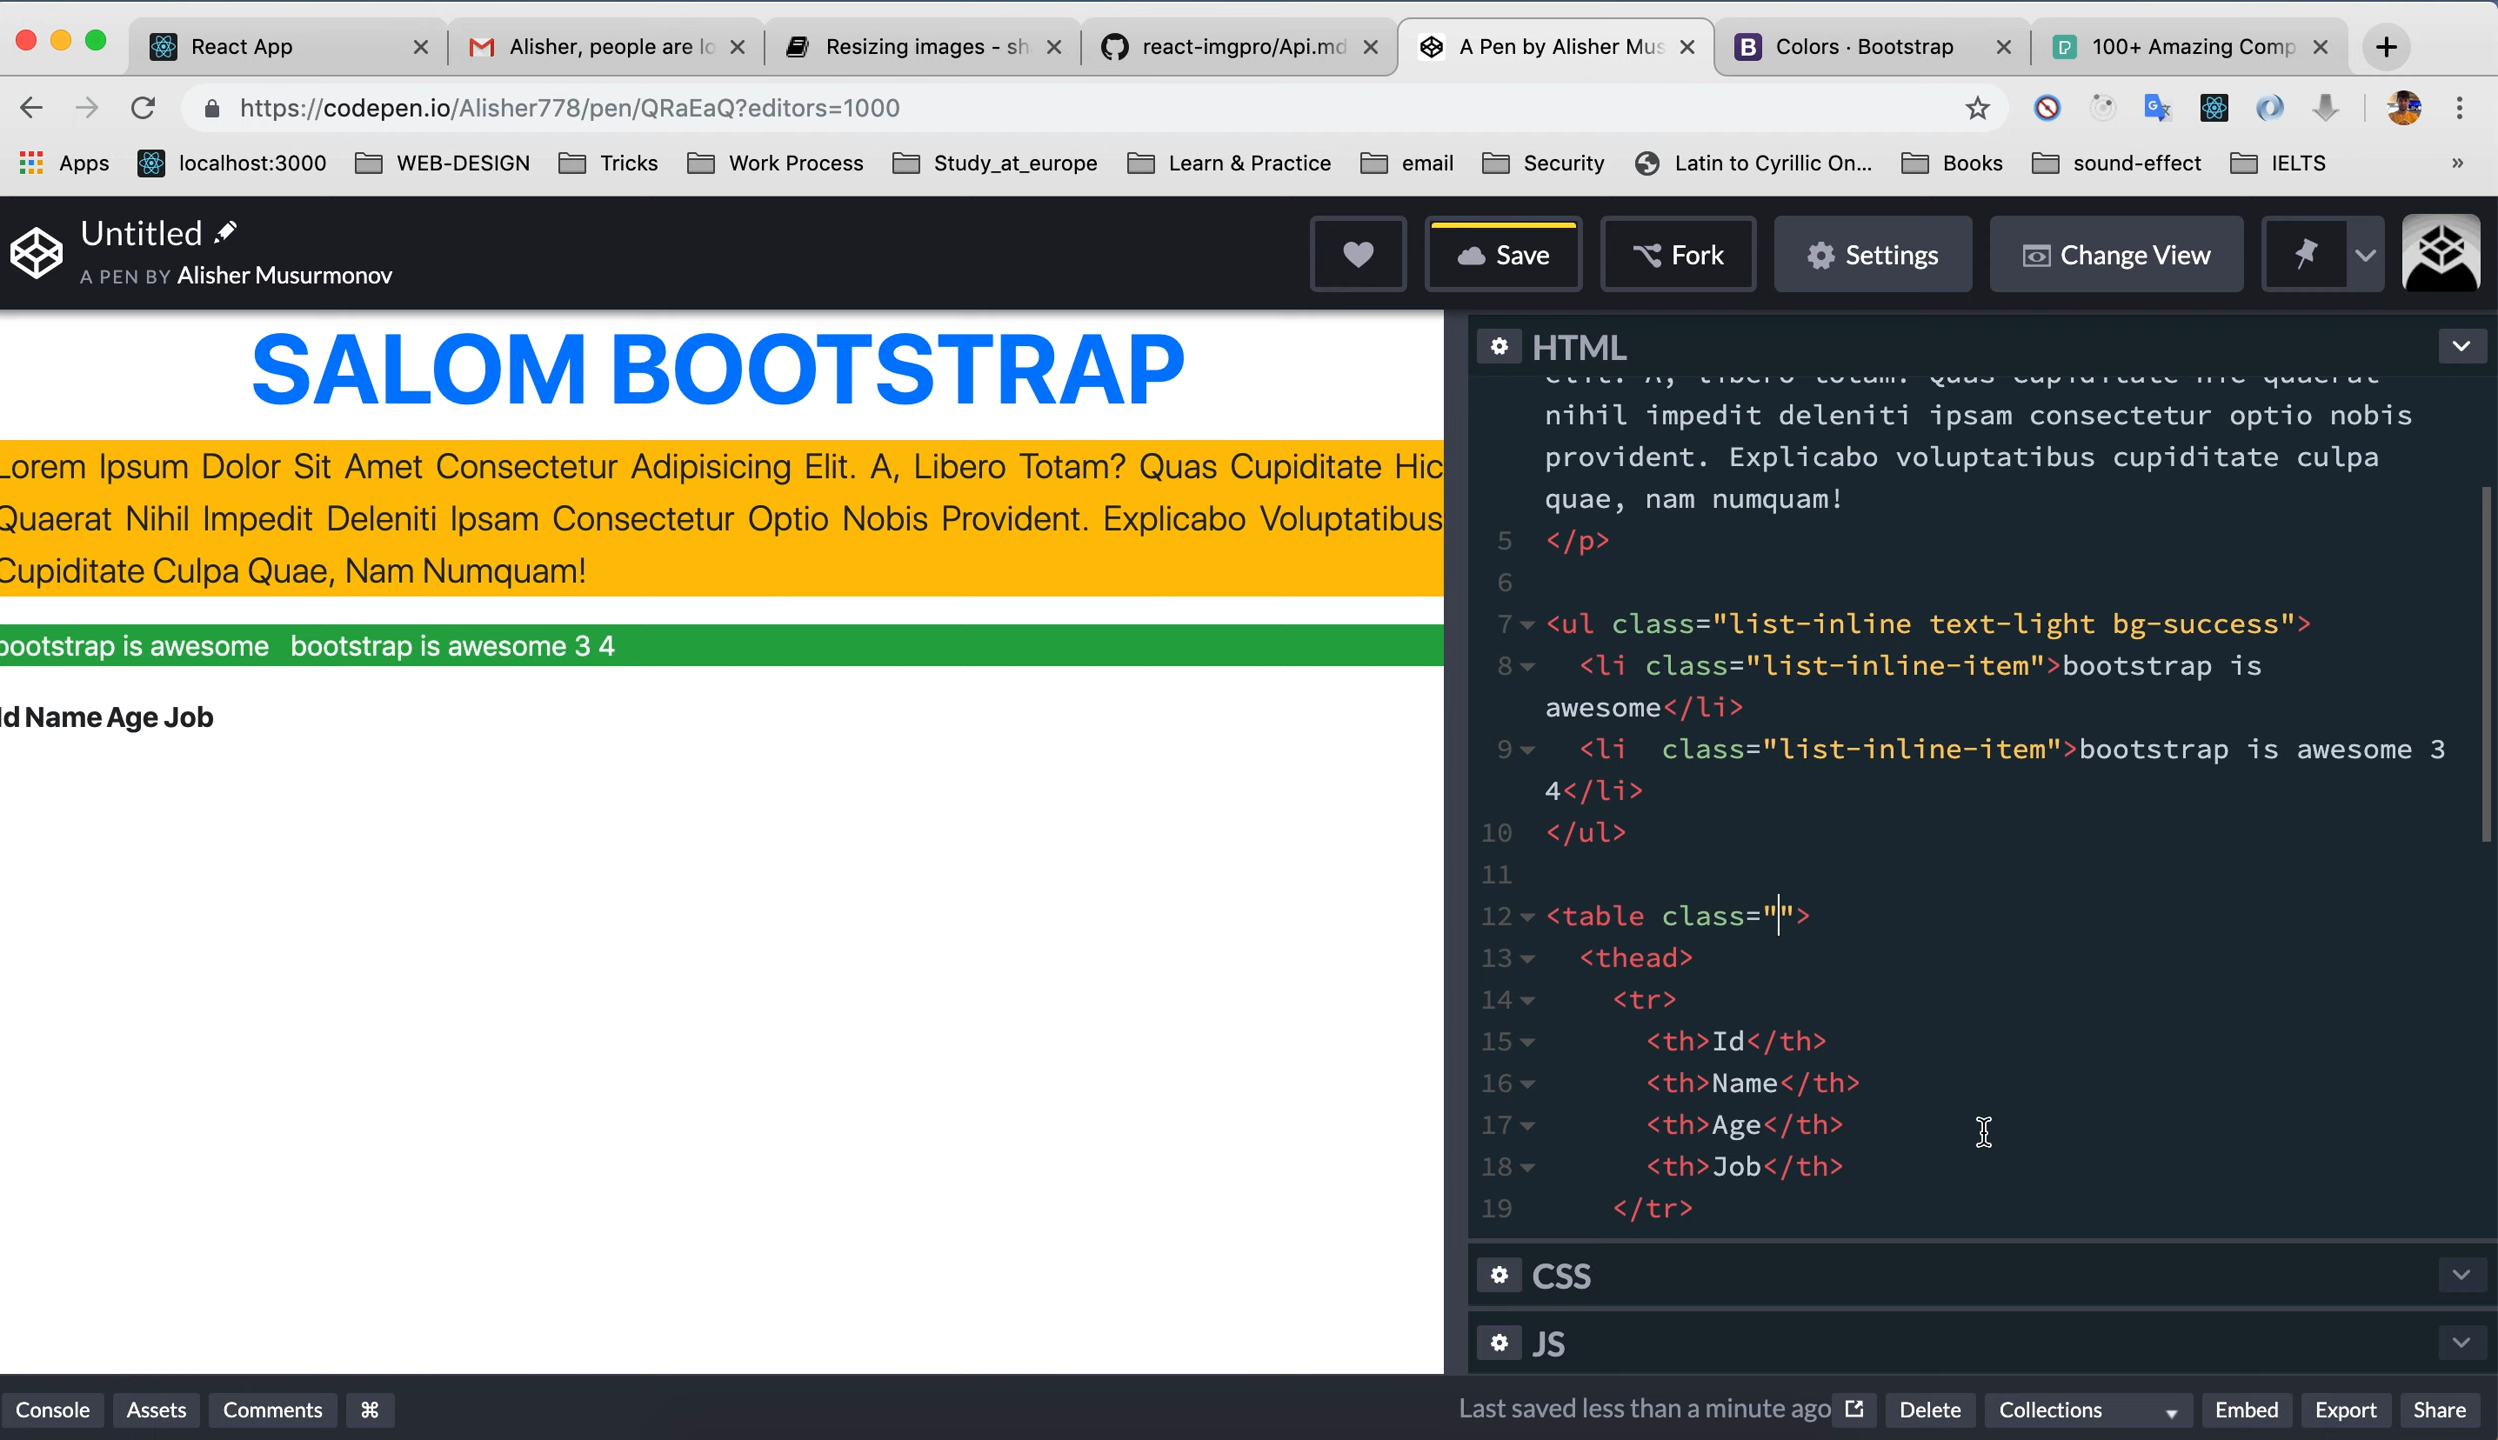 React App
Alisher, people are lo
Resizing images - sh
react-imgpro/Api.md
A Pen by Alisher Mus
B Colors · Bootstrap
P 100+ Amazing Comp
https://codepen.io/Alisher778/pen/QRaEaQ?editors=1000
Apps localhost:3000 WEB-DESIGN Tricks Work Process Study_at_europe Learn & Practice email Security Latin to Cyrillic On... Books sound-effect IELTS »
Untitled
A PEN BY Alisher Musurmonov
Save Fork Settings Change View
SALOM BOOTSTRAP
Lorem Ipsum Dolor Sit Amet Consectetur Adipisicing Elit. A, Libero Totam? Quas Cupiditate Hic
Quaerat Nihil Impedit Deleniti Ipsam Consectetur Optio Nobis Provident. Explicabo Voluptatibus
Cupiditate Culpa Quae, Nam Numquam!
bootstrap is awesome bootstrap is awesome 3 4
Id Name Age Job
HTML
nihil impedit deleniti ipsam consectetur optio nobis
provident. Explicabo voluptatibus cupiditate culpa
quae, nam numquam!
5 </p>
6
7 <ul class="list-inline text-light bg-success">
8 <li class="list-inline-item">bootstrap is
awesome</li>
9 <li  class="list-inline-item">bootstrap is awesome 3
4</li>
10 </ul>
11
12 <table class="">
13 <thead>
14 <tr>
15 <th>Id</th>
16 <th>Name</th>
17 <th>Age</th>
18 <th>Job</th>
19 </tr>
CSS
JS
Console Assets Comments ⌘
Last saved less than a minute ago Delete Collections Embed Export Share